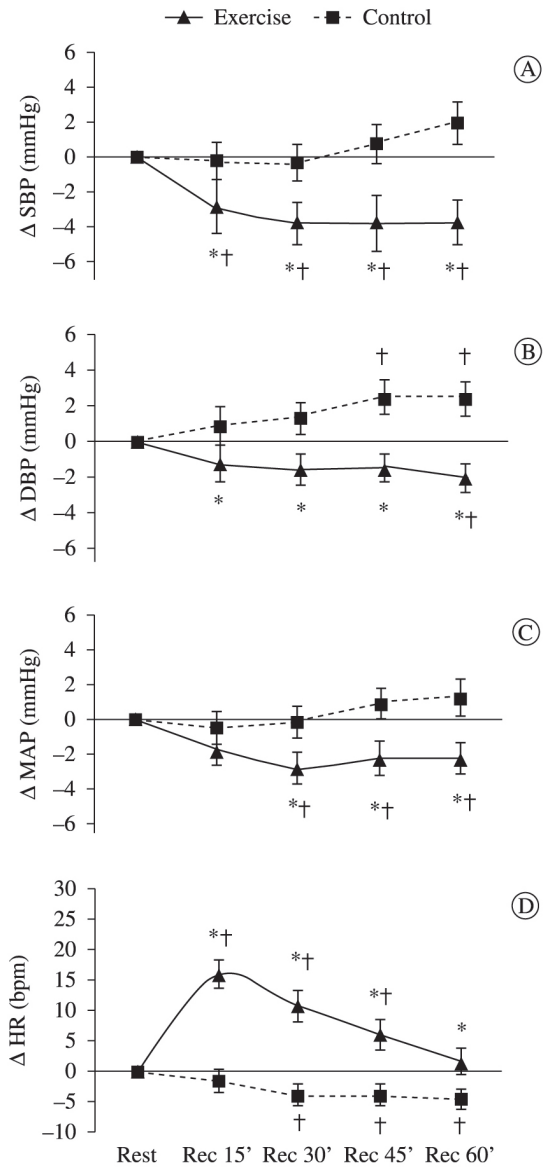 Exercise Control
A
Δ SBP (mmHg)
6
4
2
0
–2
–4
–6
*† *† *† *†
B
Δ DBP (mmHg)
6
4
2
0
–2
–4
–6
† †
* * * *†
C
Δ MAP (mmHg)
6
4
2
0
–2
–4
–6
*† *† *†
D
Δ HR (bpm)
30
25
20
15
10
5
0
–5
–10
*† *† *† *
† † †
Rest Rec 15’ Rec 30’ Rec 45’ Rec 60’